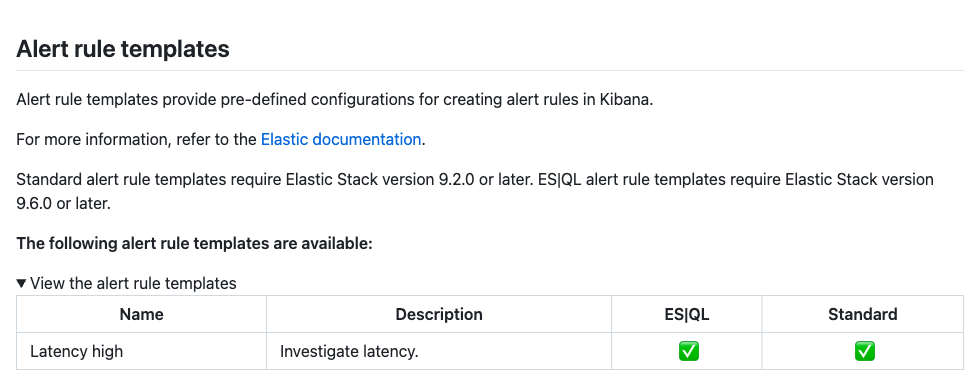 Alert rule templates
Alert rule templates provide pre-defined configurations for creating alert rules in Kibana.
For more information, refer to the Elastic documentation.
Standard alert rule templates require Elastic Stack version 9.2.0 or later. ES|QL alert rule templates require Elastic Stack version
9.6.0 or later.
The following alert rule templates are available:
▼ View the alert rule templates
Name Description ES|QL Standard
Latency high Investigate latency. ✅ ✅